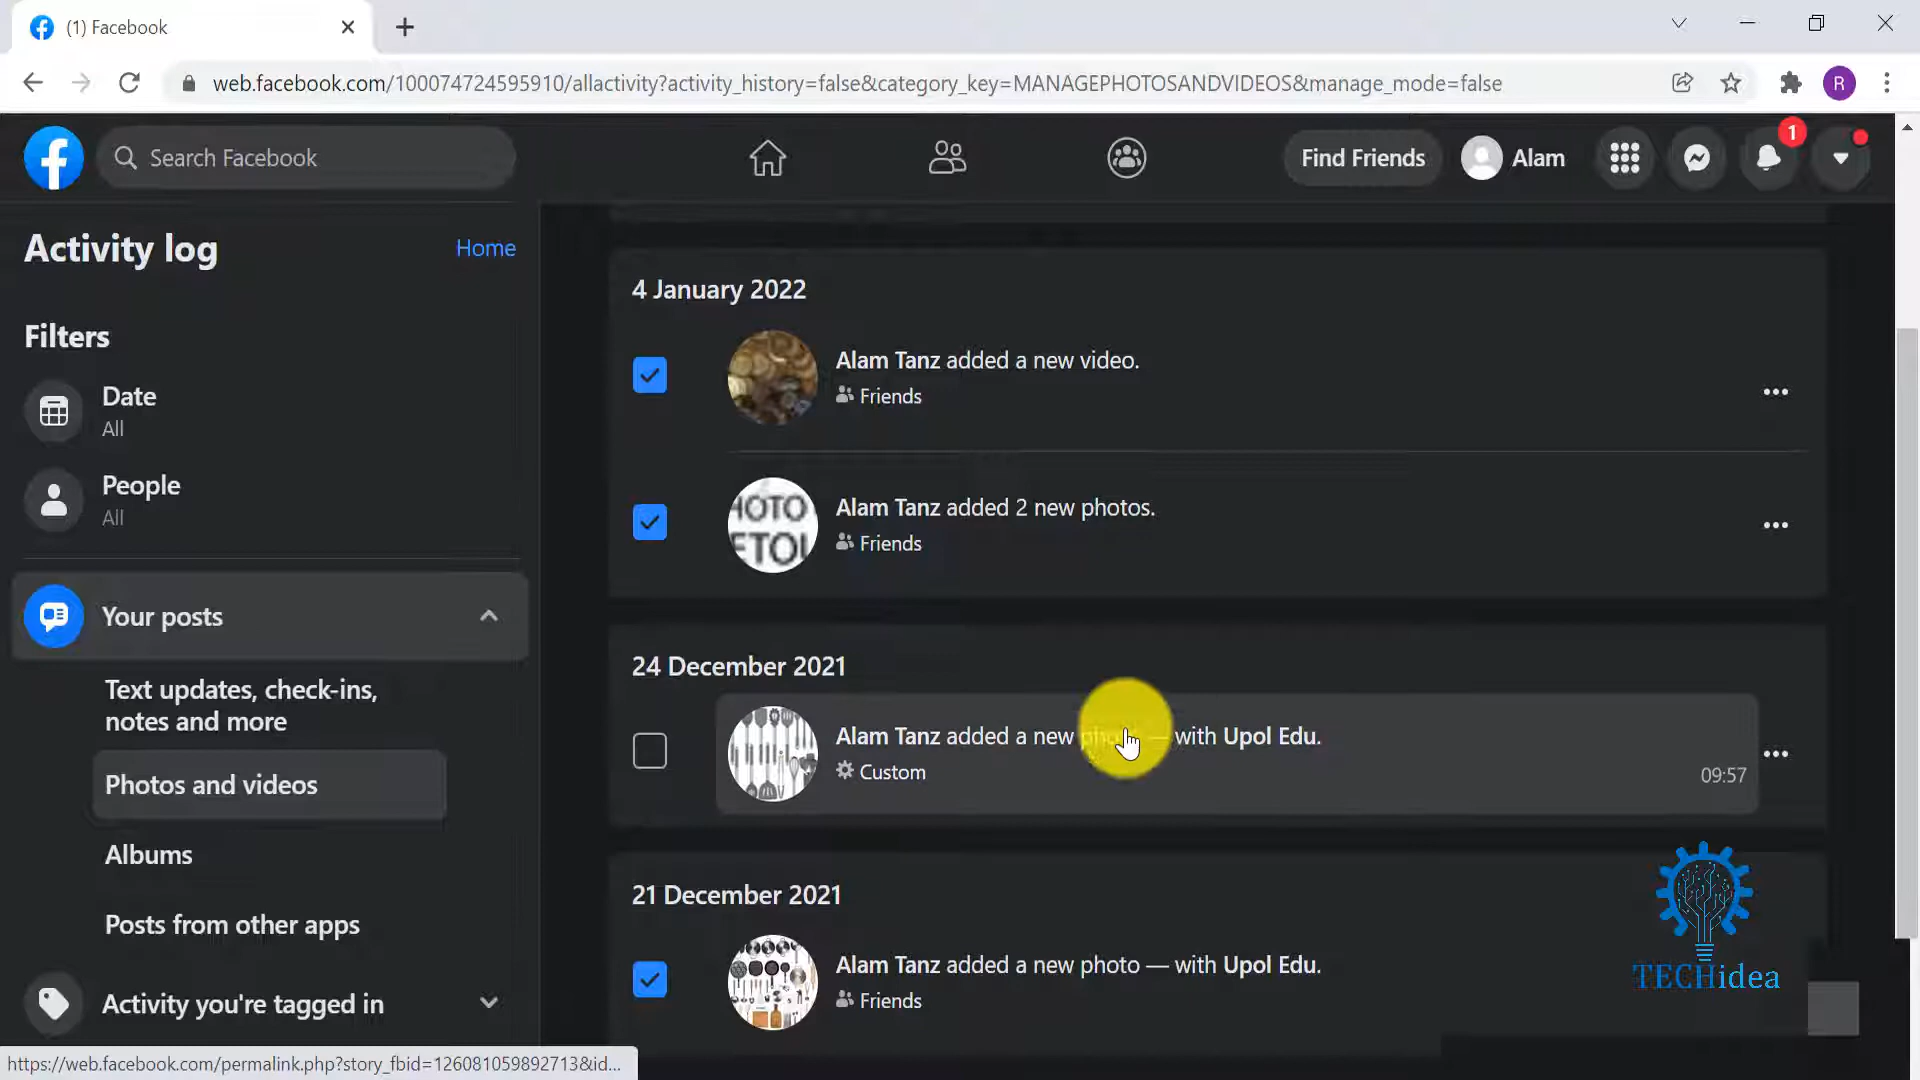 (1) Facebook
web.facebook.com/100074724595910/allactivity?activity_history=false&category_key=MANAGEPHOTOSANDVIDEOS&manage_mode=false
R
Search Facebook
Find Friends
Alam
1
Activity log
Home
Filters
Date
All
People
All
Your posts
Text updates, check-ins,
notes and more
Photos and videos
Albums
Posts from other apps
Activity you're tagged in
4 January 2022
Alam Tanz added a new video.
Friends
HOTO
ETOU
Alam Tanz added 2 new photos.
Friends
24 December 2021
Alam Tanz added a new photo — with Upol Edu.
Custom
09:57
21 December 2021
Alam Tanz added a new photo — with Upol Edu.
Friends
TECHidea
https://web.facebook.com/permalink.php?story_fbid=126081059892713&id...